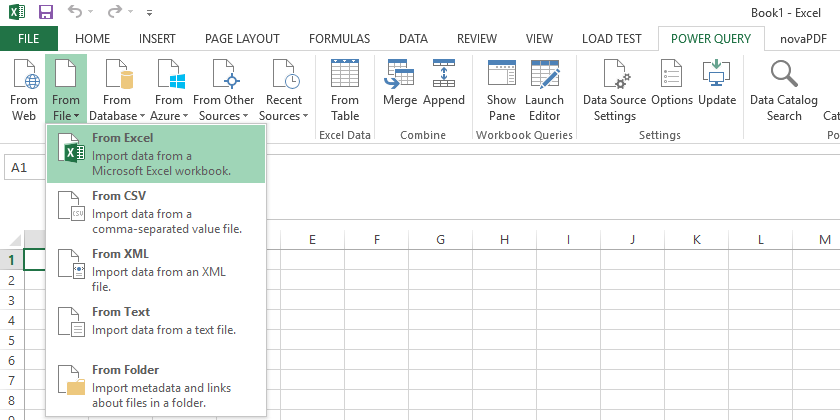 Book1 - Excel
FILE HOME INSERT PAGE LAYOUT FORMULAS DATA REVIEW VIEW LOAD TEST POWER QUERY novaPDF
From Web
From File
From Database
From Azure
From Other Sources
Recent Sources
From Table
Merge
Append
Show Pane
Launch Editor
Data Source Settings
Options
Update
Data Catalog Search
Excel Data
Combine
Workbook Queries
Settings
A1
From Excel
Import data from a
Microsoft Excel workbook.
From CSV
CSV
Import data from a
comma-separated value file.
From XML
Import data from an XML
file.
From Text
Import data from a text file.
From Folder
Import metadata and links
about files in a folder.
E F G H I J K L M
1
2
3
4
5
6
7
8